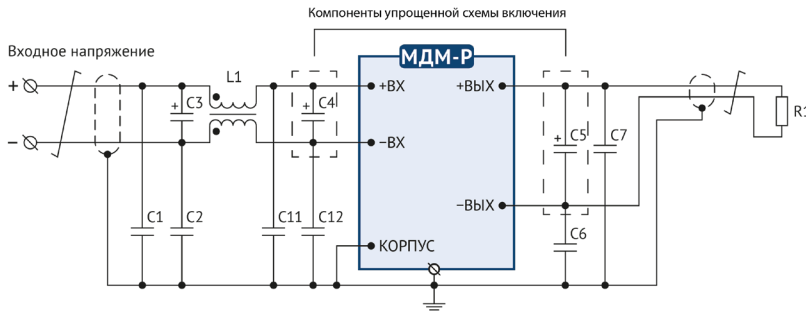 Компоненты упрощенной схемы включения
Входное напряжение
МДМ-Р
L1
+
C3
+
C4
+
+ВХ
+ВЫХ
C5
+
C7
R1
–
–ВХ
–ВЫХ
C1
C2
C11
C12
C6
КОРПУС